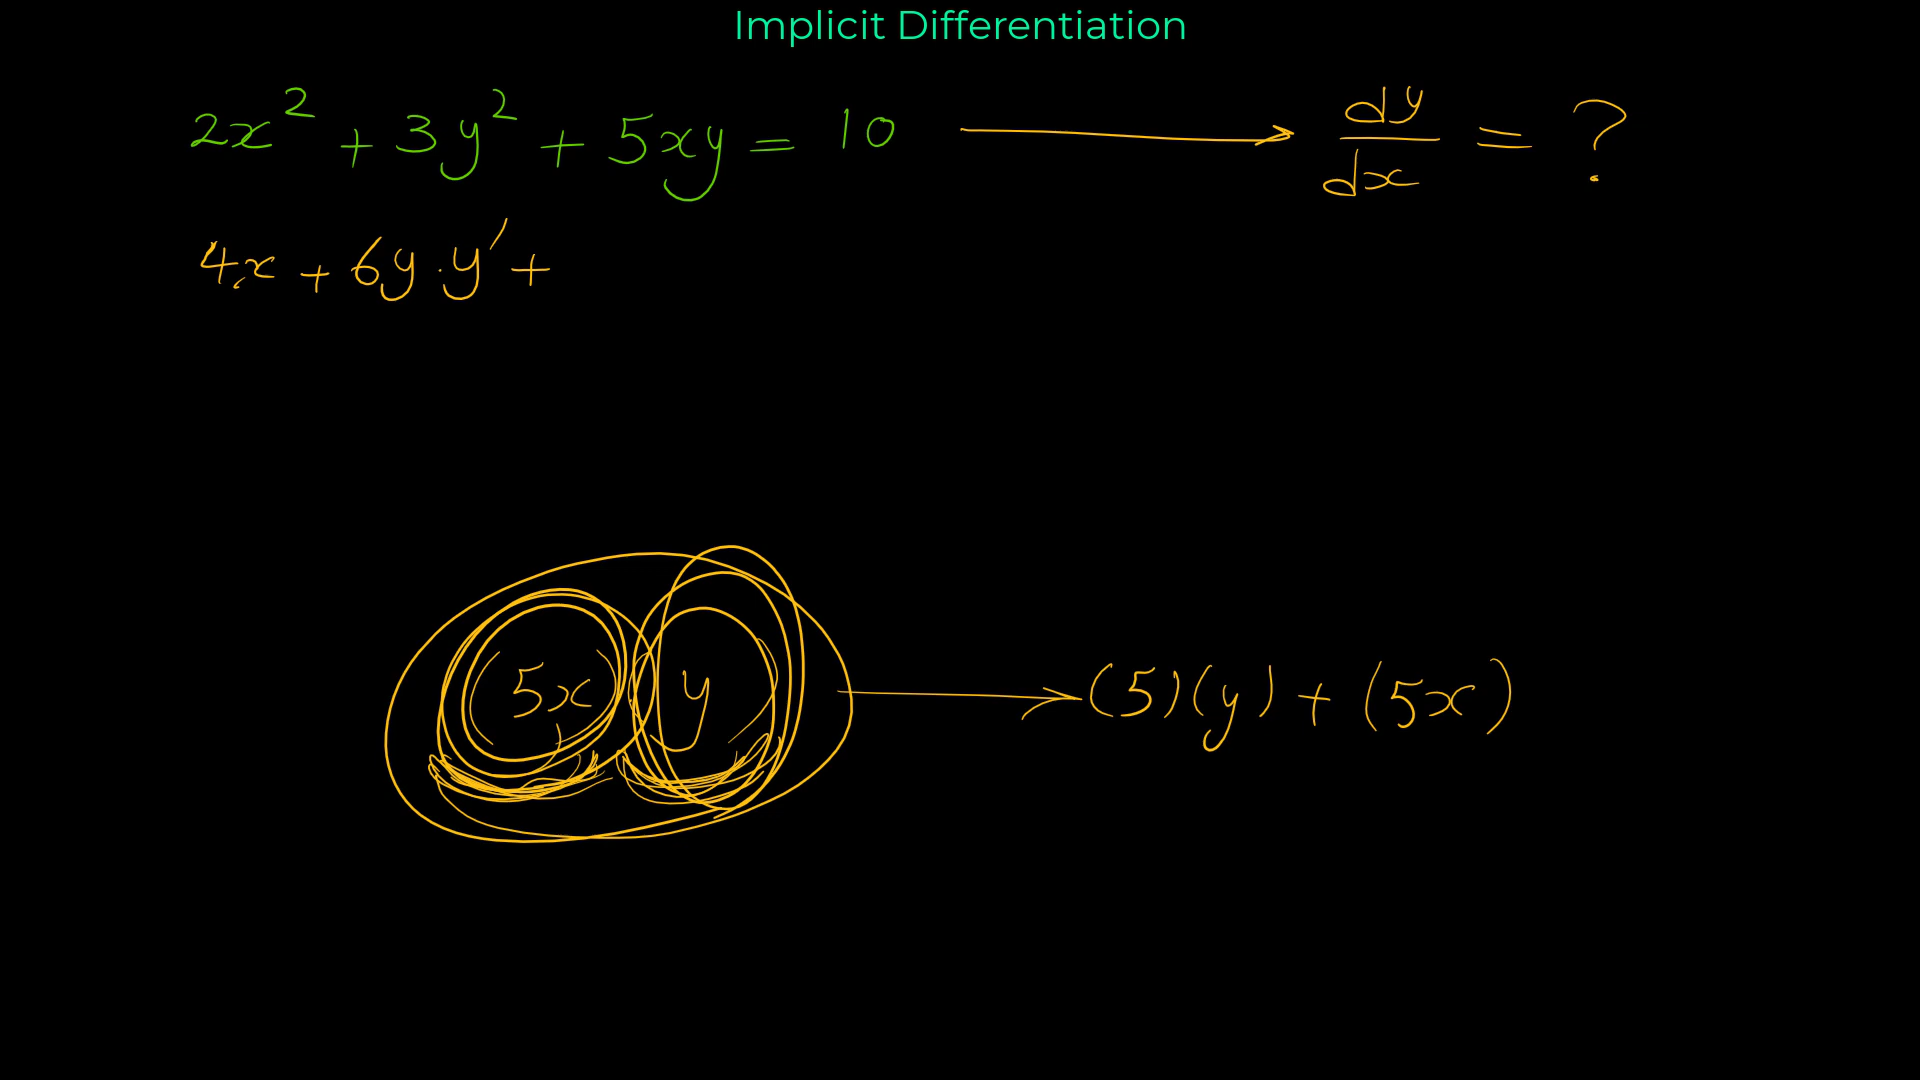 Implicit Differentiation
2x² + 3y² + 5xy = 10 → dy/dx = ?
4x + 6y.y′ +
(5x)(y) → (5)(y) + (5x)